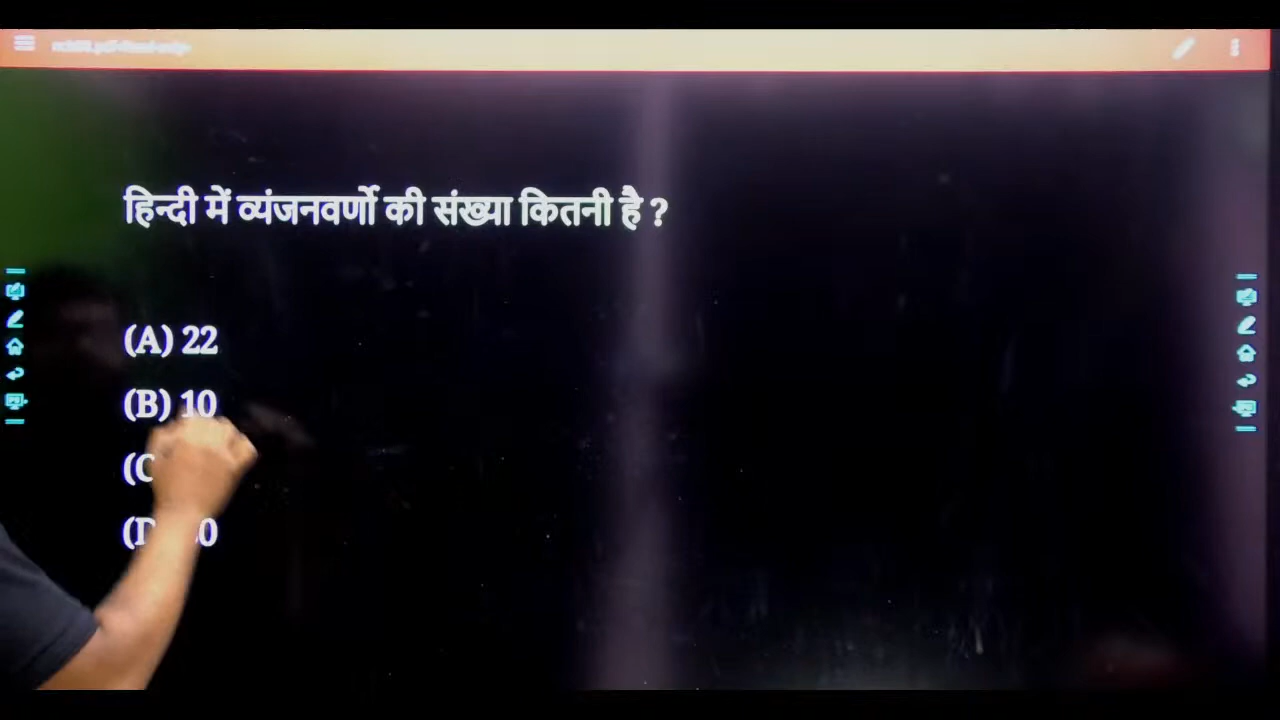 हिन्दी में व्यंजनवर्णो की संख्या कितनी है ?
(A) 22
(B) 10